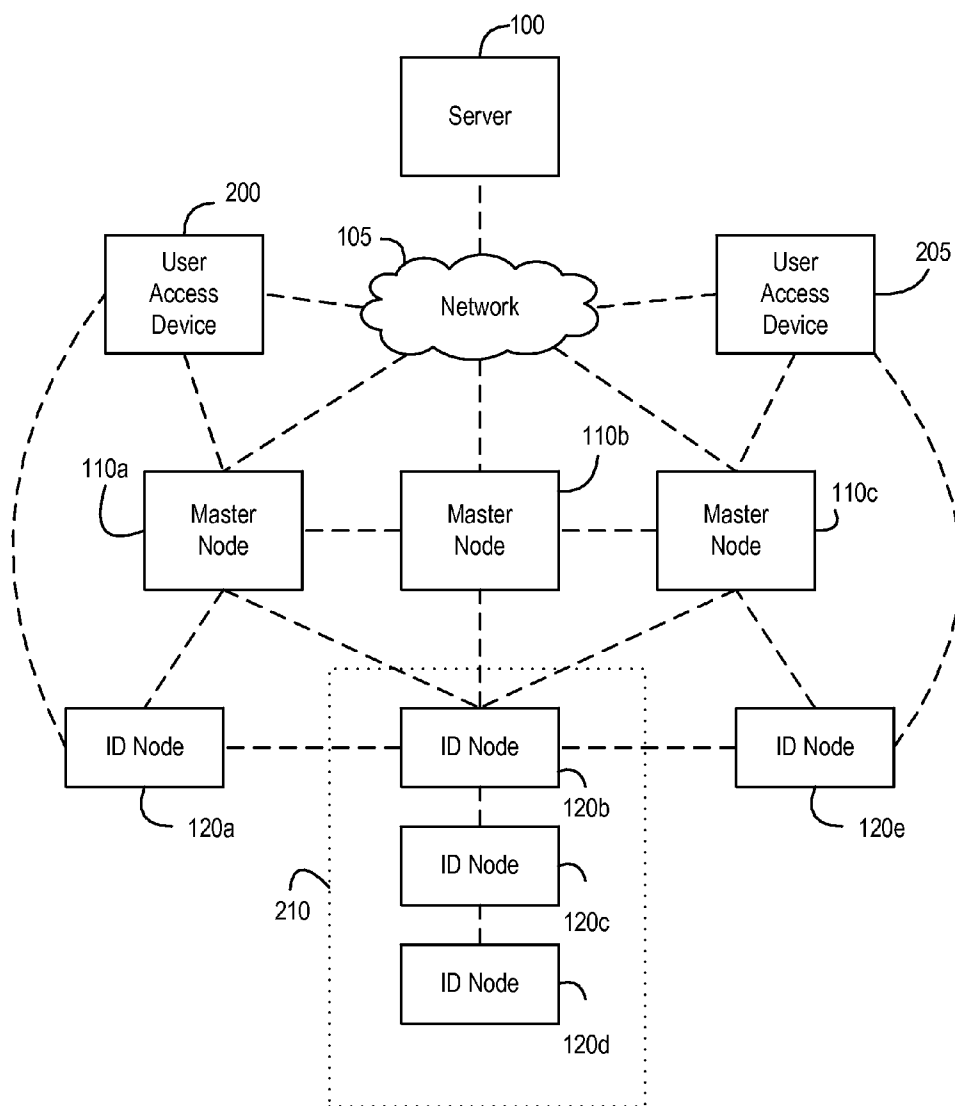 100
Server
200
105
205
User
Access
Device
Network
User
Access
Device
110a
110b
110c
Master
Node
Master
Node
Master
Node
ID Node
ID Node
ID Node
120a
120b
120e
ID Node
210
120c
ID Node
120d